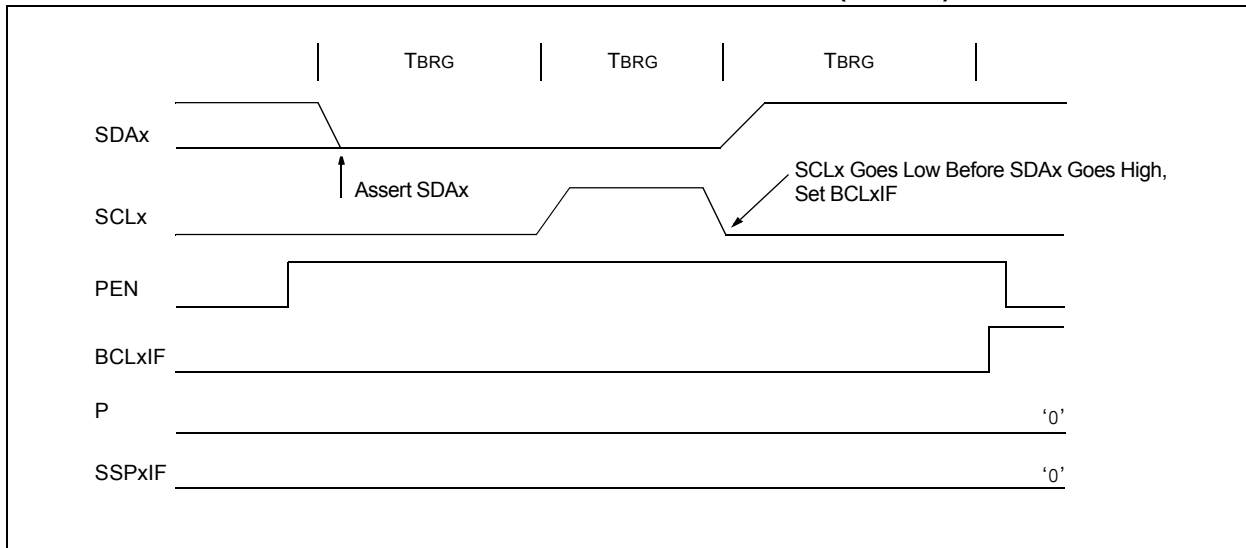 TBRG TBRG TBRG
SDAx
SCLx Goes Low Before SDAx Goes High,
Set BCLxIF
Assert SDAx
SCLx
PEN
BCLxIF
P ‘0’
SSPxIF ‘0’